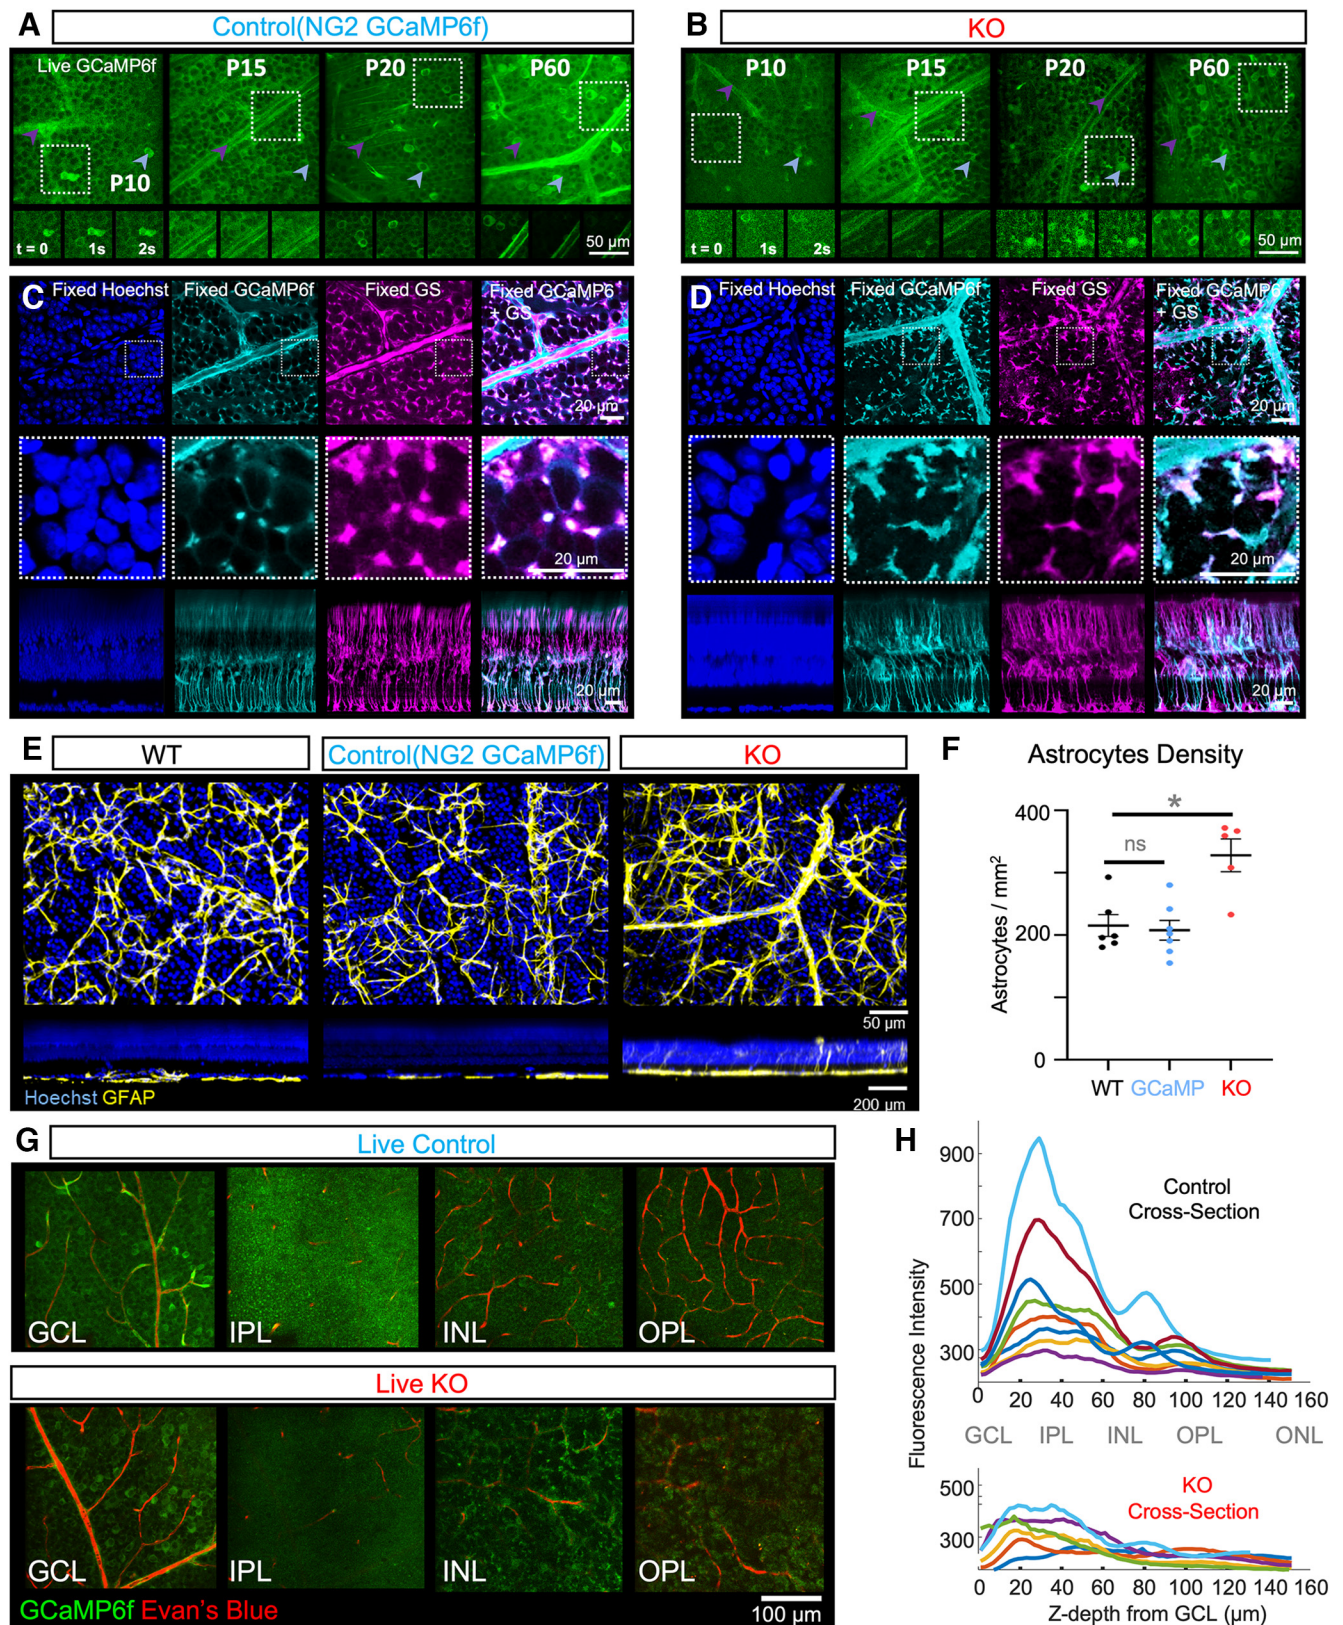 A
Control(NG2 GCaMP6f)
Live GCaMP6f
P10
P15
P20
P60
t = 0
1s
2s
50 µm
B
KO
P10
P15
P20
P60
t = 0
1s
2s
50 µm
C
Fixed Hoechst
Fixed GCaMP6f
Fixed GS
Fixed GCaMP6
+ GS
20 µm
20 µm
20 µm
D
Fixed Hoechst
Fixed GCaMP6f
Fixed GS
Fixed GCaMP6
+ GS
20 µm
20 µm
20 µm
E
WT
Control(NG2 GCaMP6f)
KO
50 µm
Hoechst GFAP
200 µm
F
Astrocytes Density
Astrocytes / mm²
400
200
0
*
ns
WT
GCaMP
KO
G
Live Control
GCL
IPL
INL
OPL
Live KO
GCL
IPL
INL
OPL
GCaMP6f Evan's Blue
100 µm
H
Fluorescence Intensity
900
700
500
300
Control
Cross-Section
0 20 40 60 80 100 120 140 160
GCL IPL INL OPL ONL
500
300
KO
Cross-Section
0 20 40 60 80 100 120 140 160
Z-depth from GCL (µm)